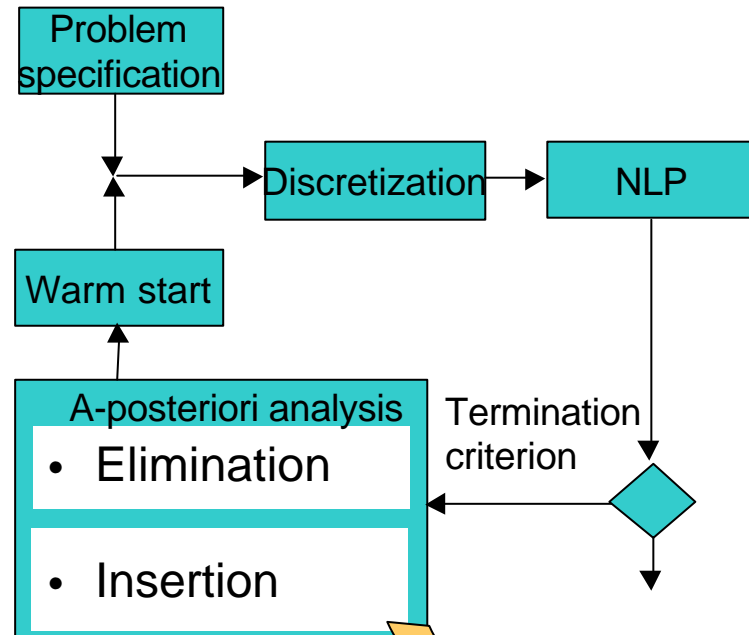 Problem
specification
Discretization
NLP
Warm start
A-posteriori analysis
• Elimination
• Insertion
Termination
criterion